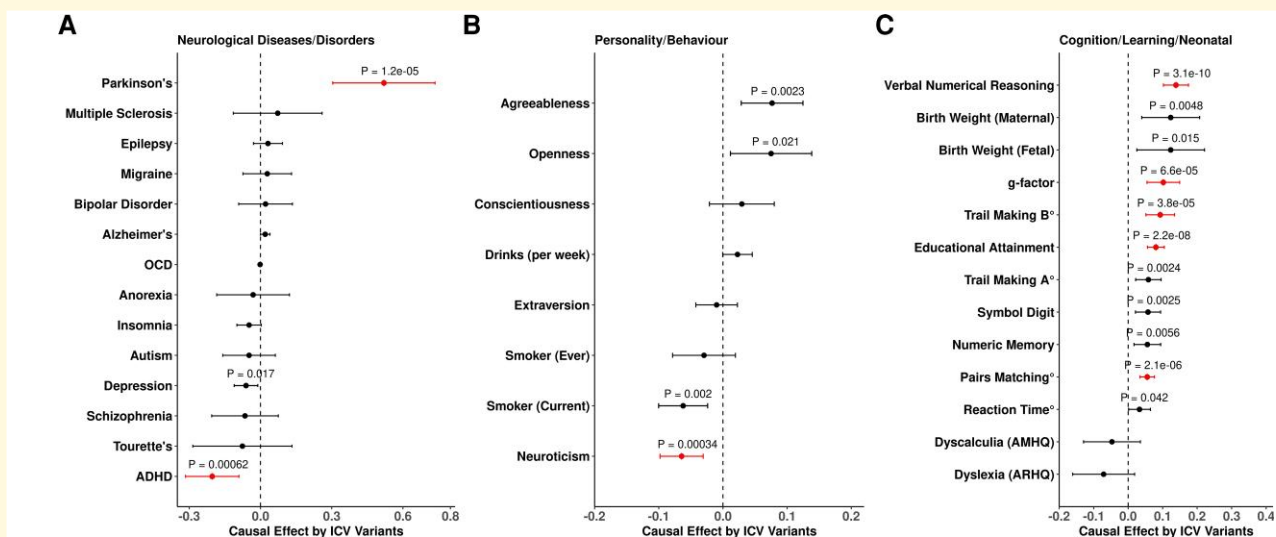 A
Neurological Diseases/Disorders
Parkinson's
P = 1.2e-05
Multiple Sclerosis
Epilepsy
Migraine
Bipolar Disorder
Alzheimer's
OCD
Anorexia
Insomnia
Autism
P = 0.017
Depression
Schizophrenia
Tourette's
P = 0.00062
ADHD
-0.3 0.0 0.3 0.6 0.8
Causal Effect by ICV Variants
B
Personality/Behaviour
P = 0.0023
Agreeableness
P = 0.021
Openness
Conscientiousness
Drinks (per week)
Extraversion
Smoker (Ever)
P = 0.002
Smoker (Current)
P = 0.00034
Neuroticism
-0.2 -0.1 0.0 0.1 0.2
Causal Effect by ICV Variants
C
Cognition/Learning/Neonatal
P = 3.1e-10
Verbal Numerical Reasoning
P = 0.0048
Birth Weight (Maternal)
P = 0.015
Birth Weight (Fetal)
P = 6.6e-05
g-factor
P = 3.8e-05
Trail Making B°
P = 2.2e-08
Educational Attainment
P = 0.0024
Trail Making A°
P = 0.0025
Symbol Digit
P = 0.0056
Numeric Memory
P = 2.1e-06
Pairs Matching°
P = 0.042
Reaction Time°
Dyscalculia (AMHQ)
Dyslexia (ARHQ)
-0.2 -0.1 0.0 0.1 0.2 0.3 0.4
Causal Effect by ICV Variants